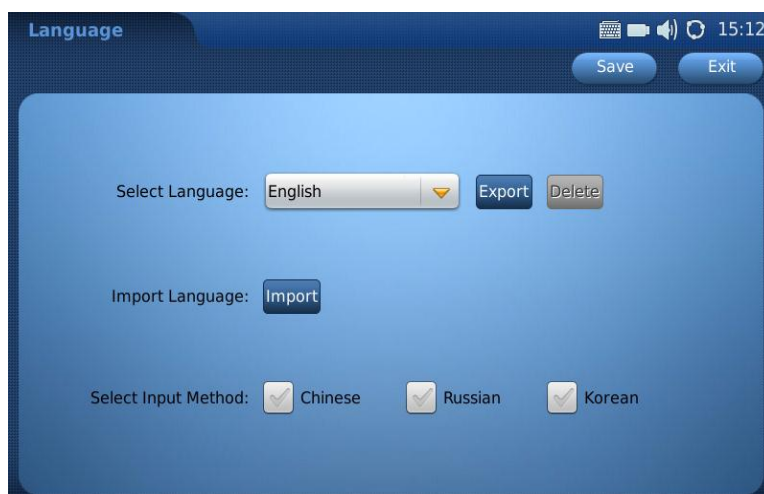 Language 15:12
Save Exit
Select Language: English Export Delete
Import Language: Import
Select Input Method: Chinese Russian Korean